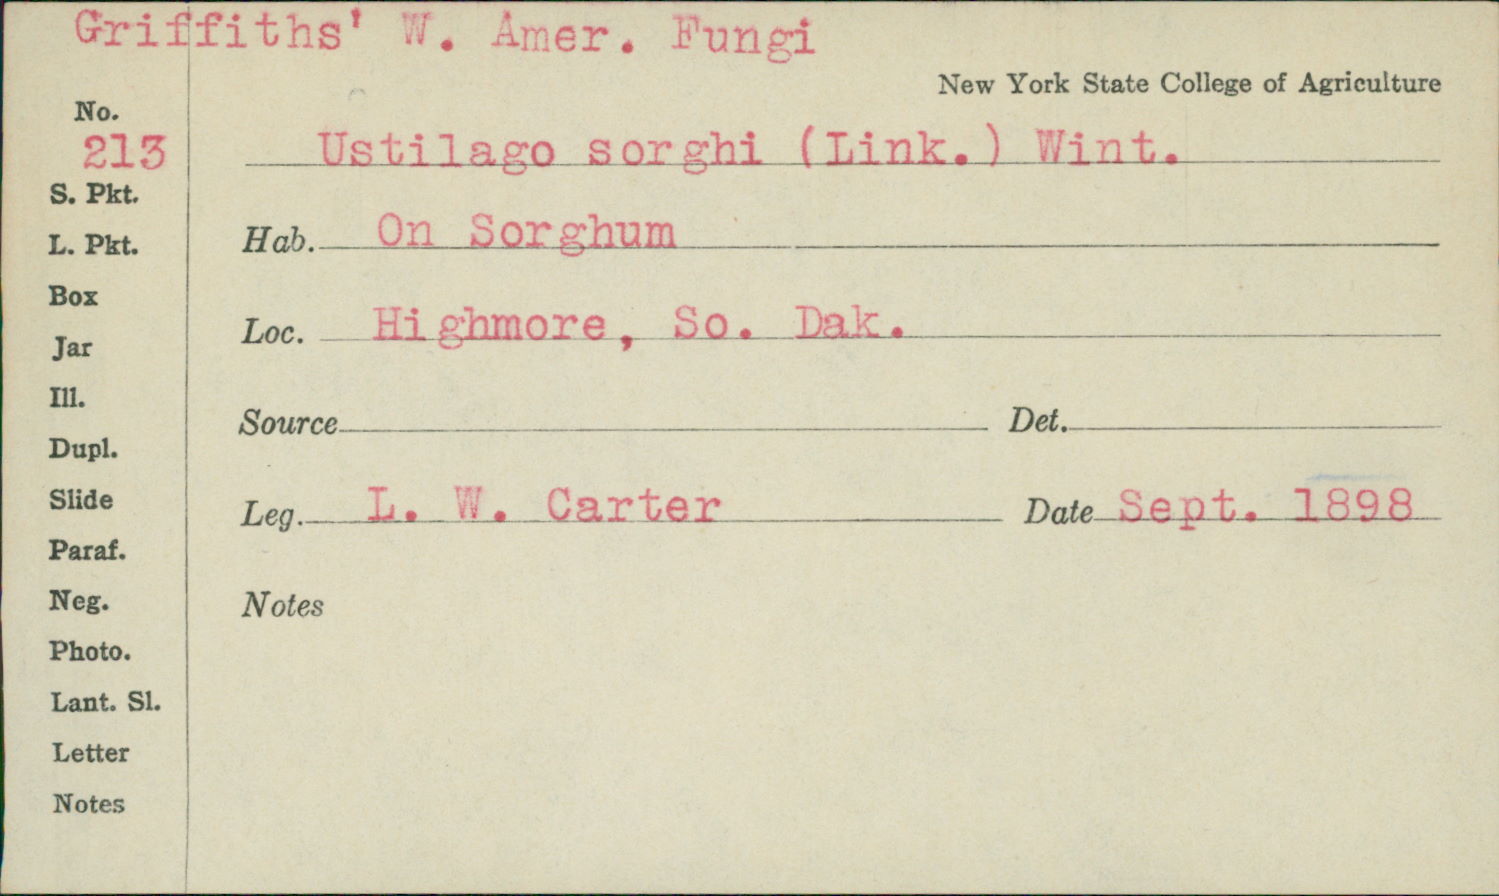 Griffiths' W. Amer. Fungi
New York State College of Agriculture
No.
213
Ustilago sorghi (Link.) Wint.
S. Pkt.
L. Pkt.
Hab. On Sorghum
Box
Jar
Loc. Highmore, So. Dak.
Ill.
Dupl.
Source Det.
Slide
Leg. L. W. Carter Date Sept. 1898
Paraf.
Neg.
Notes
Photo.
Lant. Sl.
Letter
Notes